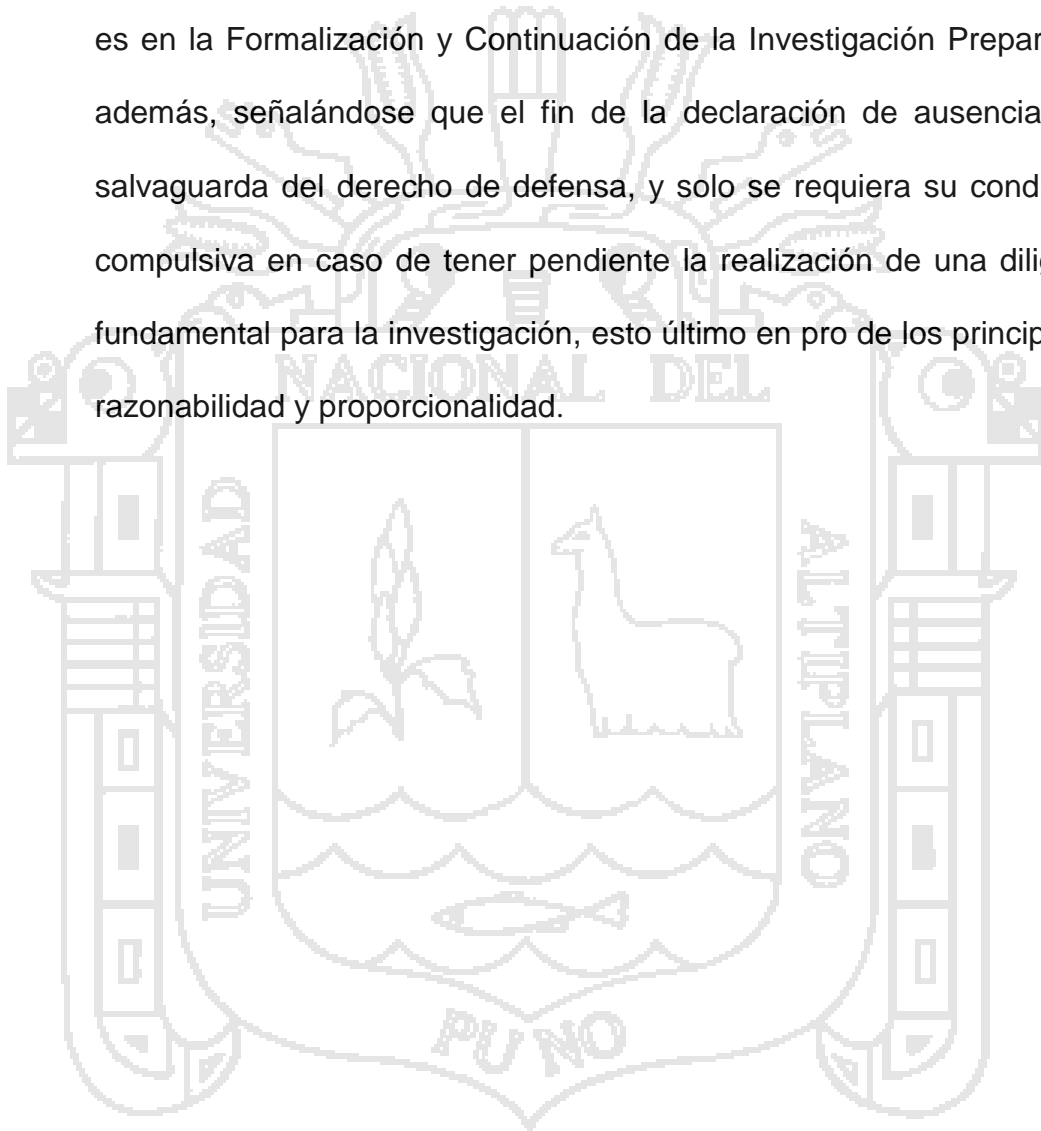 es en la Formalización y Continuación de la Investigación Prepar
además, señalándose que el fin de la declaración de ausencia
salvaguarda del derecho de defensa, y solo se requiera su cond
compulsiva en caso de tener pendiente la realización de una dili
fundamental para la investigación, esto último en pro de los princip
razonabilidad y proporcionalidad.
NACIONAL DEL
UNIVERSIDAD
ALTIPLANO
PUNO